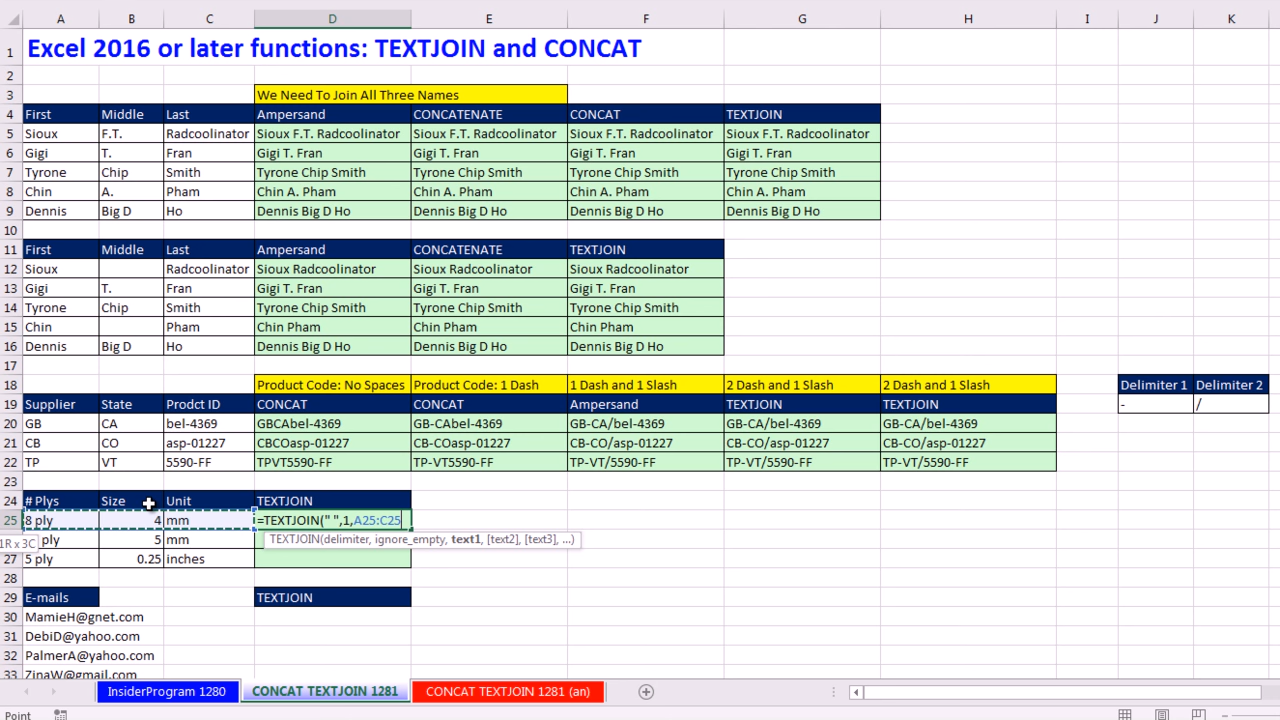 A B C D E F G H I J K
1 Excel 2016 or later functions: TEXTJOIN and CONCAT
2
3 We Need To Join All Three Names
4 First Middle Last Ampersand CONCATENATE CONCAT TEXTJOIN
5 Sioux F.T. Radcoolinator Sioux F.T. Radcoolinator Sioux F.T. Radcoolinator Sioux F.T. Radcoolinator Sioux F.T. Radcoolinator
6 Gigi T. Fran Gigi T. Fran Gigi T. Fran Gigi T. Fran Gigi T. Fran
7 Tyrone Chip Smith Tyrone Chip Smith Tyrone Chip Smith Tyrone Chip Smith Tyrone Chip Smith
8 Chin A. Pham Chin A. Pham Chin A. Pham Chin A. Pham Chin A. Pham
9 Dennis Big D Ho Dennis Big D Ho Dennis Big D Ho Dennis Big D Ho Dennis Big D Ho
10
11 First Middle Last Ampersand CONCATENATE TEXTJOIN
12 Sioux Radcoolinator Sioux Radcoolinator Sioux Radcoolinator Sioux Radcoolinator
13 Gigi T. Fran Gigi T. Fran Gigi T. Fran Gigi T. Fran
14 Tyrone Chip Smith Tyrone Chip Smith Tyrone Chip Smith Tyrone Chip Smith
15 Chin Pham Chin Pham Chin Pham Chin Pham
16 Dennis Big D Ho Dennis Big D Ho Dennis Big D Ho Dennis Big D Ho
17
18 Product Code: No Spaces Product Code: 1 Dash 1 Dash and 1 Slash 2 Dash and 1 Slash 2 Dash and 1 Slash Delimiter 1 Delimiter 2
19 Supplier State Prodct ID CONCAT CONCAT Ampersand TEXTJOIN TEXTJOIN - /
20 GB CA bel-4369 GBCAbel-4369 GB-CAbel-4369 GB-CA/bel-4369 GB-CA/bel-4369 GB-CA/bel-4369
21 CB CO asp-01227 CBCOasp-01227 CB-COasp-01227 CB-CO/asp-01227 CB-CO/asp-01227 CB-CO/asp-01227
22 TP VT 5590-FF TPVT5590-FF TP-VT5590-FF TP-VT/5590-FF TP-VT/5590-FF TP-VT/5590-FF
23
24 # Plys Size Unit TEXTJOIN
25 8 ply 4 mm =TEXTJOIN(" ",1,A25:C25
1R x 3C ply 5 mm TEXTJOIN(delimiter, ignore_empty, text1, [text2], [text3], ...)
27 5 ply 0.25 inches
28
29 E-mails TEXTJOIN
30 MamieH@gnet.com
31 DebiD@yahoo.com
32 PalmerA@yahoo.com
33 ZinaW@gmail.com
InsiderProgram 1280 CONCAT TEXTJOIN 1281 CONCAT TEXTJOIN 1281 (an)
Point